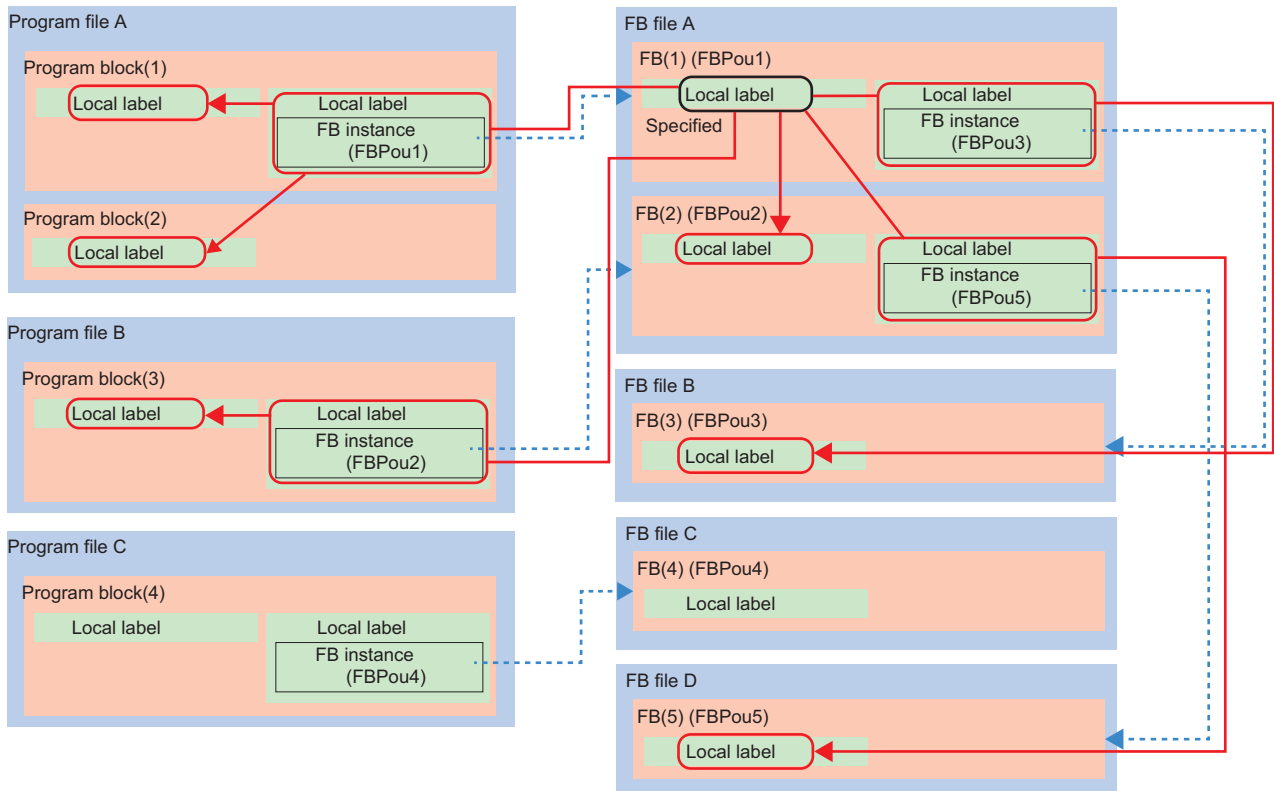 Program file A
Program block(1)
Local label
Local label
FB instance
(FBPou1)
Program block(2)
Local label
Program file B
Program block(3)
Local label
Local label
FB instance
(FBPou2)
Program file C
Program block(4)
Local label
Local label
FB instance
(FBPou4)
FB file A
FB(1) (FBPou1)
Local label
Specified
Local label
FB instance
(FBPou3)
FB(2) (FBPou2)
Local label
Local label
FB instance
(FBPou5)
FB file B
FB(3) (FBPou3)
Local label
FB file C
FB(4) (FBPou4)
Local label
FB file D
FB(5) (FBPou5)
Local label